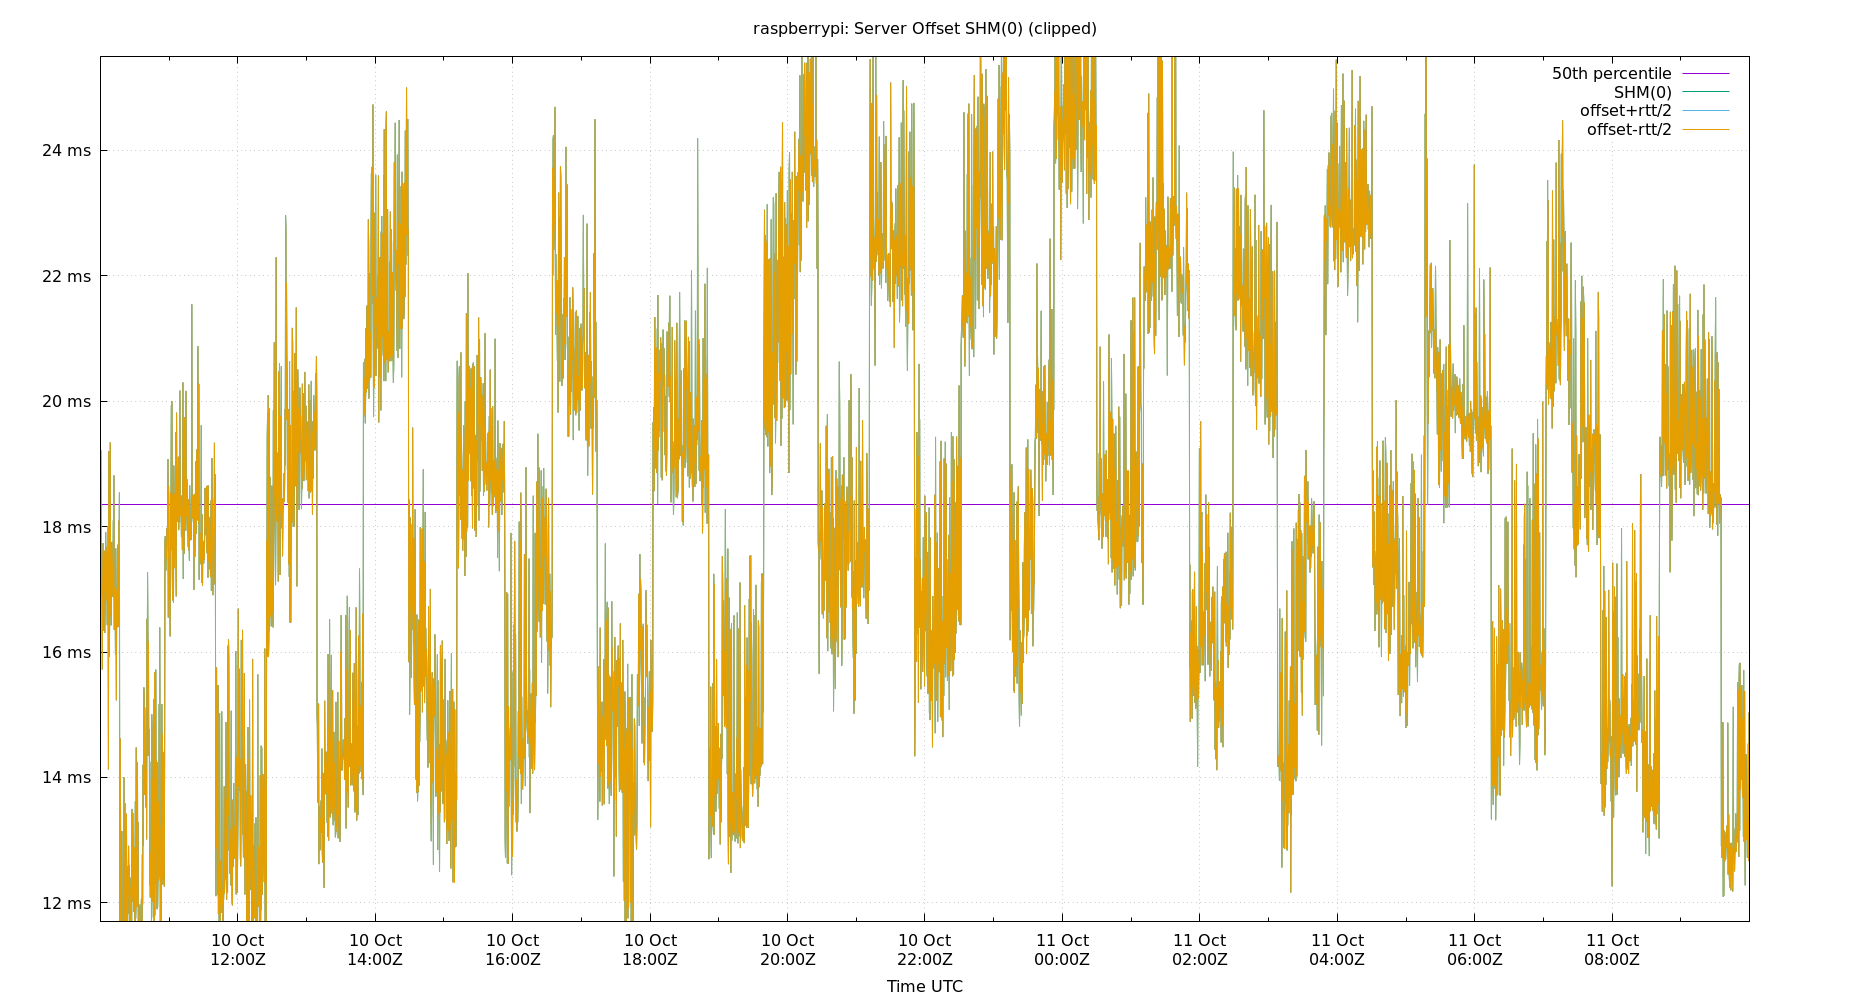 raspberrypi: Server Offset SHM(0) (clipped)
50th percentile
SHM(0)
offset+rtt/2
offset-rtt/2
24 ms
22 ms
20 ms
18 ms
16 ms
14 ms
12 ms
10 Oct 10 Oct 10 Oct 10 Oct 10 Oct 10 Oct 11 Oct 11 Oct 11 Oct 11 Oct 11 Oct
12:00Z 14:00Z 16:00Z 18:00Z 20:00Z 22:00Z 00:00Z 02:00Z 04:00Z 06:00Z 08:00Z
Time UTC